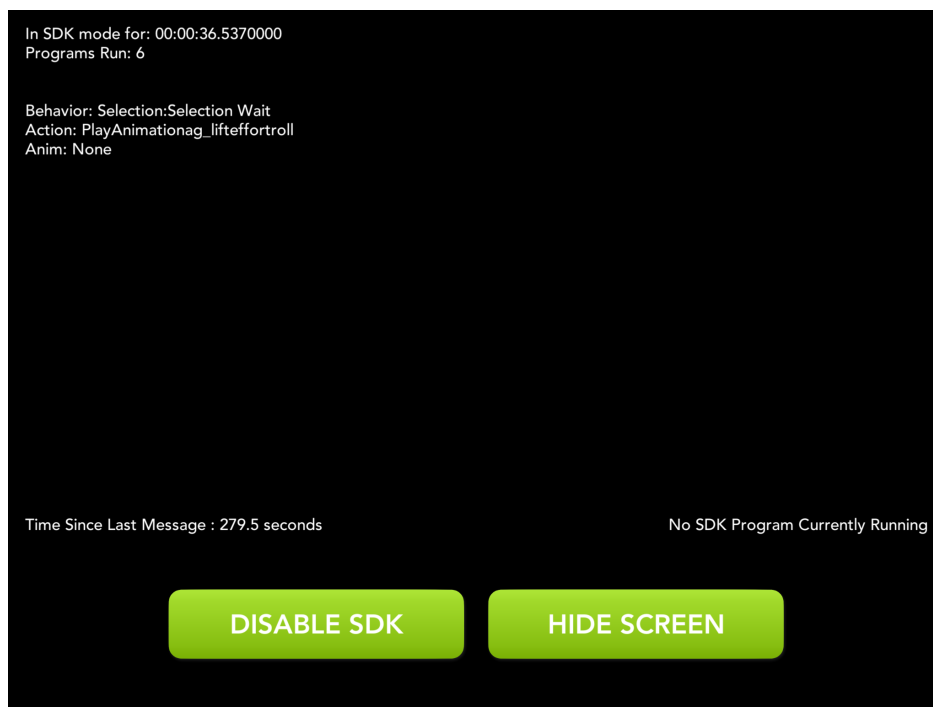 In SDK mode for: 00:00:36.5370000
Programs Run: 6
Behavior: Selection:Selection Wait
Action: PlayAnimationag_lifteffortroll
Anim: None
Time Since Last Message : 279.5 seconds
No SDK Program Currently Running
DISABLE SDK
HIDE SCREEN